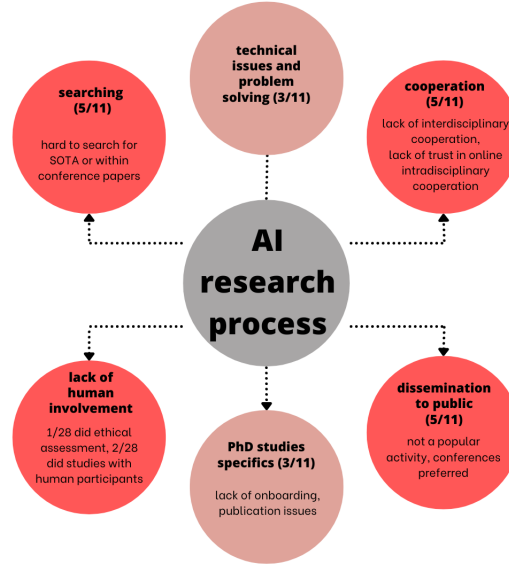 technical
issues and
problem
solving (3/11)
searching
(5/11)
hard to search for
SOTA or within
conference papers
cooperation
(5/11)
lack of interdisciplinary
cooperation,
lack of trust in online
intradisciplinary
cooperation
AI
research
process
lack of
human
involvement
1/28 did ethical
assessment, 2/28
did studies with
human participants
PhD studies
specifics (3/11)
lack of onboarding,
publication issues
dissemination
to public
(5/11)
not a popular
activity, conferences
preferred